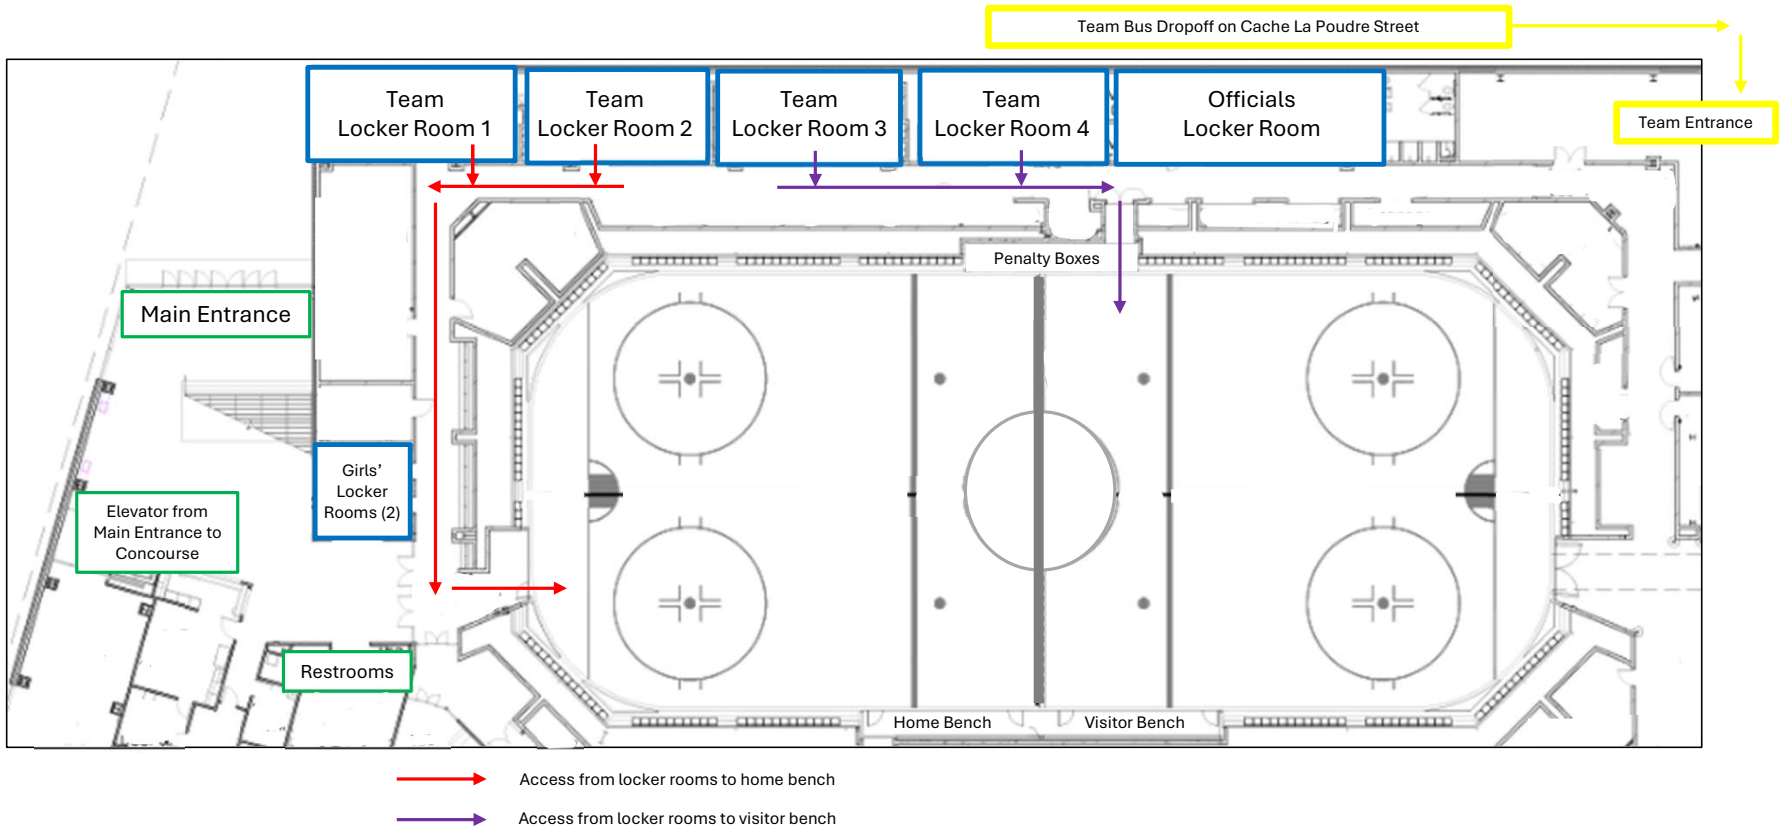 Team Bus Dropoff on Cache La Poudre Street
Team
Locker Room 1
Team
Locker Room 2
Team
Locker Room 3
Team
Locker Room 4
Officials
Locker Room
Team Entrance
Penalty Boxes
Main Entrance
Girls’
Locker
Rooms (2)
Elevator from
Main Entrance to
Concourse
Restrooms
Home Bench
Visitor Bench
Access from locker rooms to home bench
Access from locker rooms to visitor bench